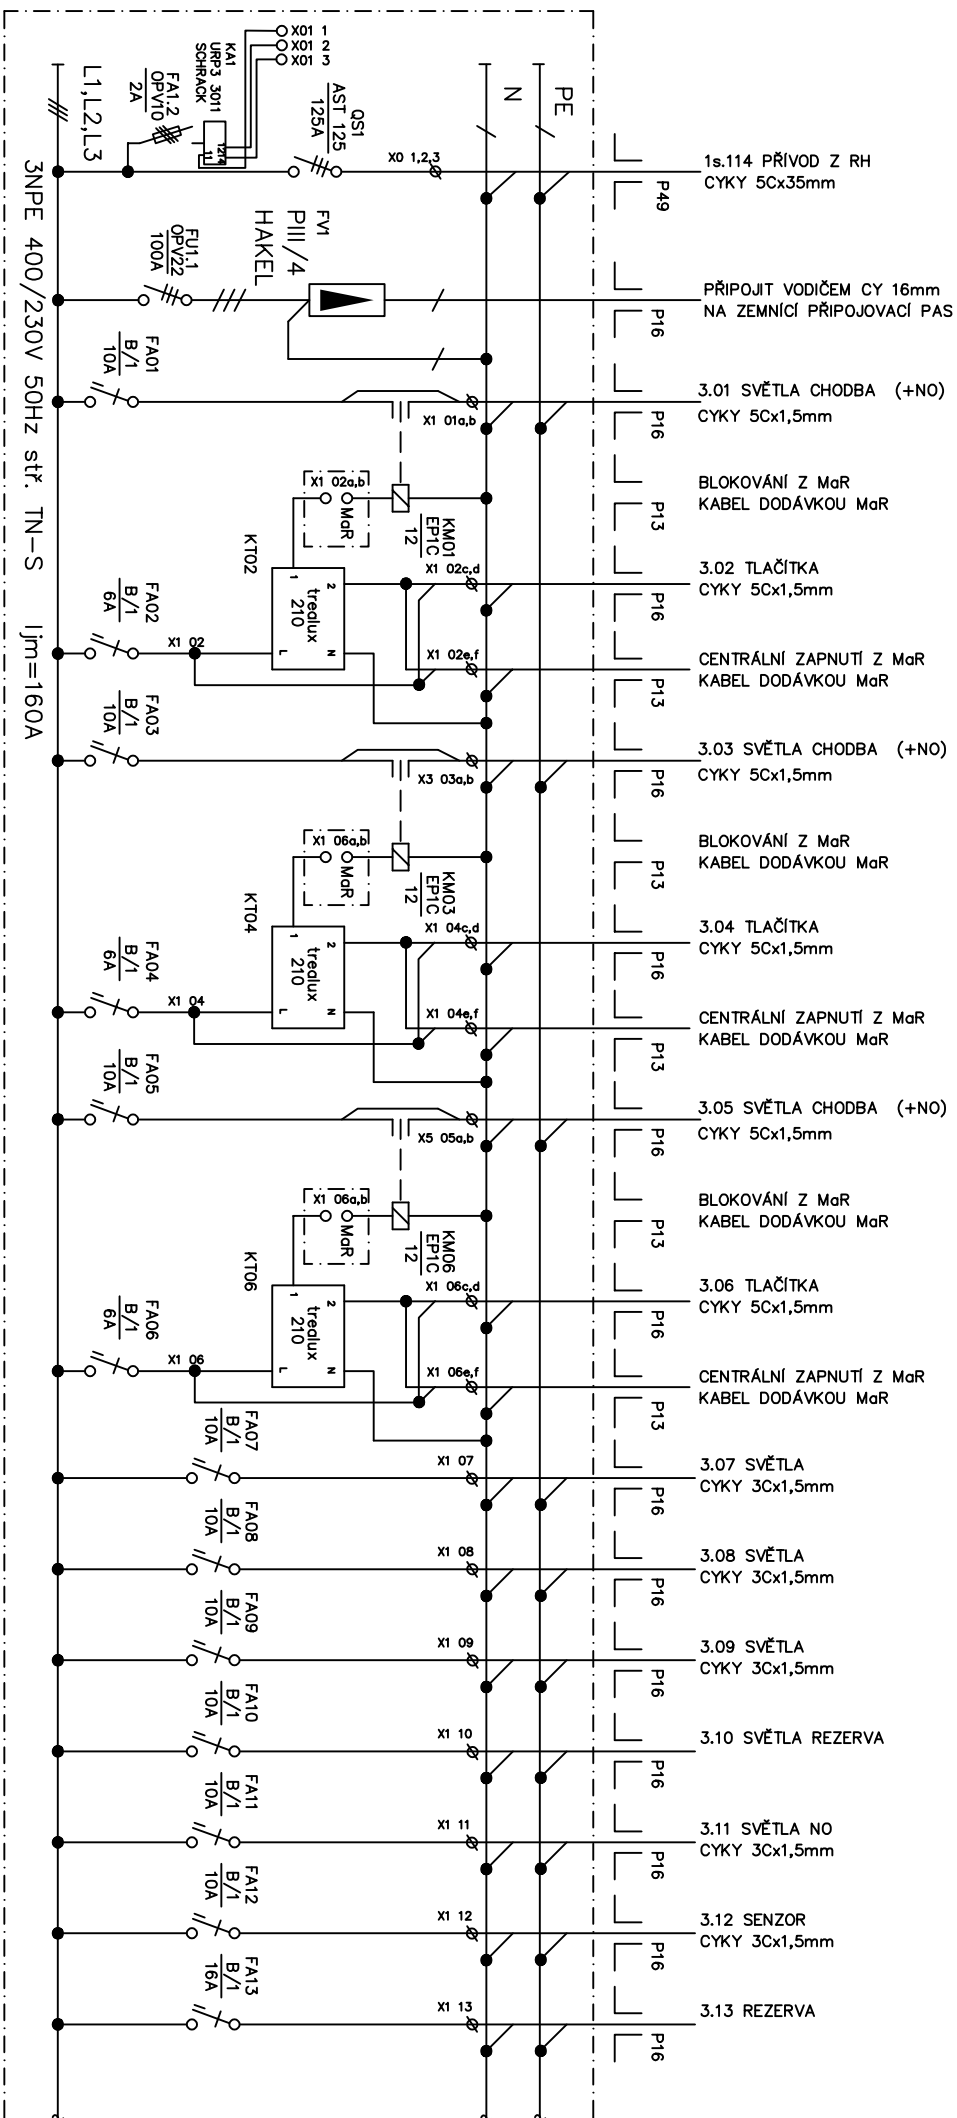 X01 1
X01 2
X01 3
KA1
URP3 3011
SCHRACK
1214
11
FA1.2
OPV10
2A
L1,L2,L3
QS1
AST 125
125A
X0 1,2,3
PE
N
P49
1s.114 PŘÍVOD Z RH
CYKY 5Cx35mm
3NPE 400/230V 50Hz stř. TN-S Ijm=160A
FU1.1
OPV22
100A
FV1
PIII/4
HAKEL
P16
PŘIPOJIT VODIČEM CY 16mm
NA ZEMNÍCÍ PŘIPOJOVACÍ PAS
FA01
B/1
10A
X1 01a,b
P16
3.01 SVĚTLA CHODBA (+NO)
CYKY 5Cx1,5mm
X1 02a,b
MaR
KM01
EP1C
12
P13
BLOKOVÁNÍ Z MaR
KABEL DODÁVKOU MaR
KT02
1
2
trealux
210
L
N
X1 02c,d
P16
3.02 TLAČÍTKA
CYKY 5Cx1,5mm
FA02
B/1
6A
X1 02
X1 02e,f
P13
CENTRÁLNÍ ZAPNUTÍ Z MaR
KABEL DODÁVKOU MaR
FA03
B/1
10A
X3 03a,b
P16
3.03 SVĚTLA CHODBA (+NO)
CYKY 5Cx1,5mm
X1 06a,b
MaR
KM03
EP1C
12
P13
BLOKOVÁNÍ Z MaR
KABEL DODÁVKOU MaR
KT04
1
2
trealux
210
L
N
X1 04c,d
P16
3.04 TLAČÍTKA
CYKY 5Cx1,5mm
FA04
B/1
6A
X1 04
X1 04e,f
P13
CENTRÁLNÍ ZAPNUTÍ Z MaR
KABEL DODÁVKOU MaR
FA05
B/1
10A
X5 05a,b
P16
3.05 SVĚTLA CHODBA (+NO)
CYKY 5Cx1,5mm
X1 06a,b
MaR
KM06
EP1C
12
P13
BLOKOVÁNÍ Z MaR
KABEL DODÁVKOU MaR
KT06
1
2
trealux
210
L
N
X1 06c,d
P16
3.06 TLAČÍTKA
CYKY 5Cx1,5mm
FA06
B/1
6A
X1 06
X1 06e,f
P13
CENTRÁLNÍ ZAPNUTÍ Z MaR
KABEL DODÁVKOU MaR
FA07
B/1
10A
X1 07
P16
3.07 SVĚTLA
CYKY 3Cx1,5mm
FA08
B/1
10A
X1 08
P16
3.08 SVĚTLA
CYKY 3Cx1,5mm
FA09
B/1
10A
X1 09
P16
3.09 SVĚTLA
CYKY 3Cx1,5mm
FA10
B/1
10A
X1 10
P16
3.10 SVĚTLA REZERVA
FA11
B/1
10A
X1 11
P16
3.11 SVĚTLA NO
CYKY 3Cx1,5mm
FA12
B/1
10A
X1 12
P16
3.12 SENZOR
CYKY 3Cx1,5mm
FA13
B/1
16A
X1 13
P16
3.13 REZERVA